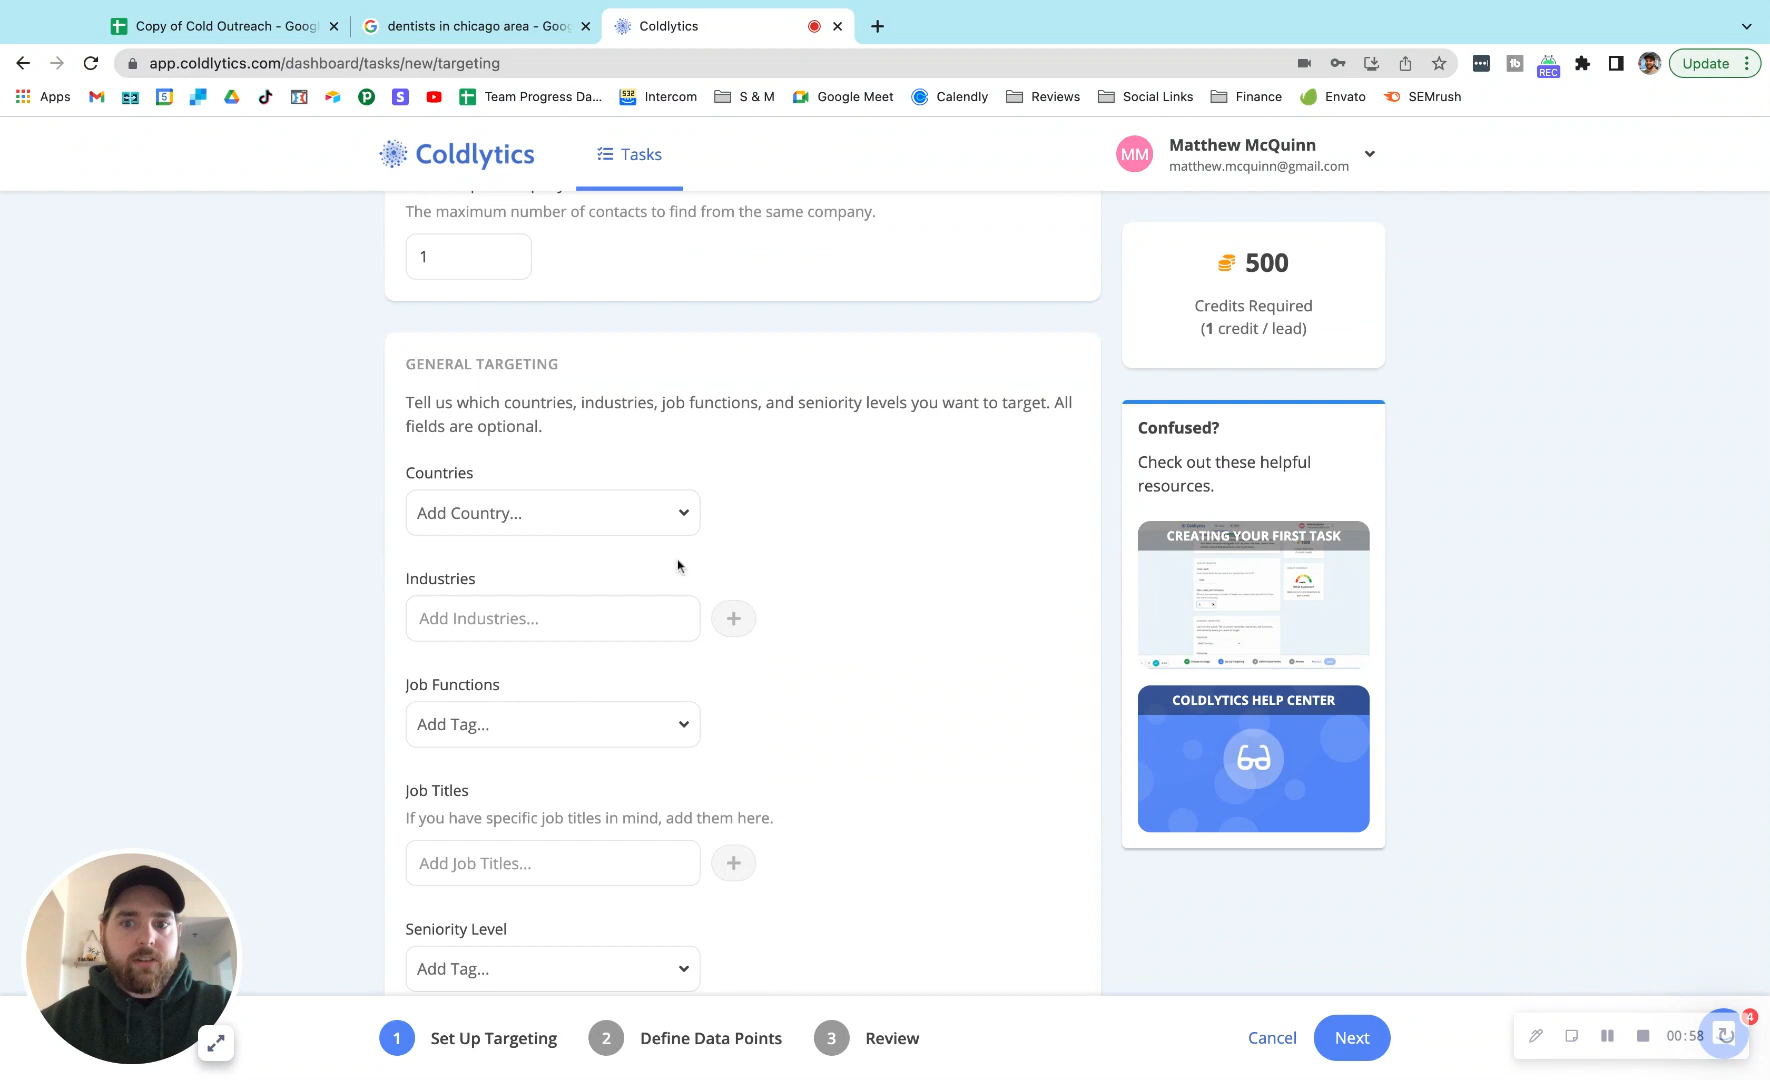 Copy of Cold Outreach - Goog
dentists in chicago area - Goog
Coldlytics
app.coldlytics.com/dashboard/tasks/new/targeting
REC
Update
Apps
Team Progress Da...
Intercom
S & M
Google Meet
Calendly
Reviews
Social Links
Finance
Envato
SEMrush
Coldlytics
Tasks
MM
Matthew McQuinn
matthew.mcquinn@gmail.com
The maximum number of contacts to find from the same company.
1
500
Credits Required
(1 credit / lead)
GENERAL TARGETING
Tell us which countries, industries, job functions, and seniority levels you want to target. All
fields are optional.
Countries
Add Country...
Industries
Add Industries...
Job Functions
Add Tag...
Job Titles
If you have specific job titles in mind, add them here.
Add Job Titles...
Seniority Level
Add Tag...
Confused?
Check out these helpful
resources.
CREATING YOUR FIRST TASK
COLDLYTICS HELP CENTER
1 Set Up Targeting
2 Define Data Points
3 Review
Cancel
Next
00:58
4